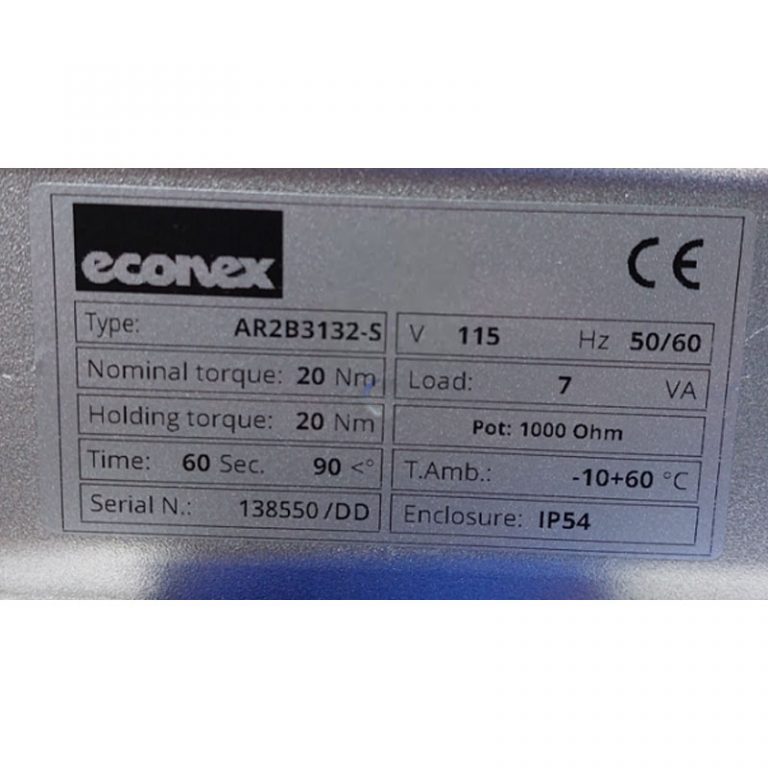 econex
CE
Type: AR2B3132-S
V 115 Hz 50/60
Nominal torque: 20 Nm
Load: 7 VA
Holding torque: 20 Nm
Pot: 1000 Ohm
Time: 60 Sec. 90 <°
T.Amb.: -10+60 °C
Serial N.: 138550/DD
Enclosure: IP54